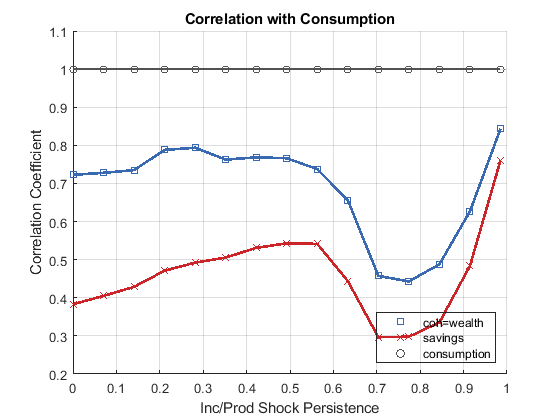 Correlation with Consumption
1.1
1
0.9
0.8
0.7
0.6
0.5
0.4
0.3
0.2
Correlation Coefficient
coh=wealth
savings
consumption
0 0.1 0.2 0.3 0.4 0.5 0.6 0.7 0.8 0.9 1
Inc/Prod Shock Persistence